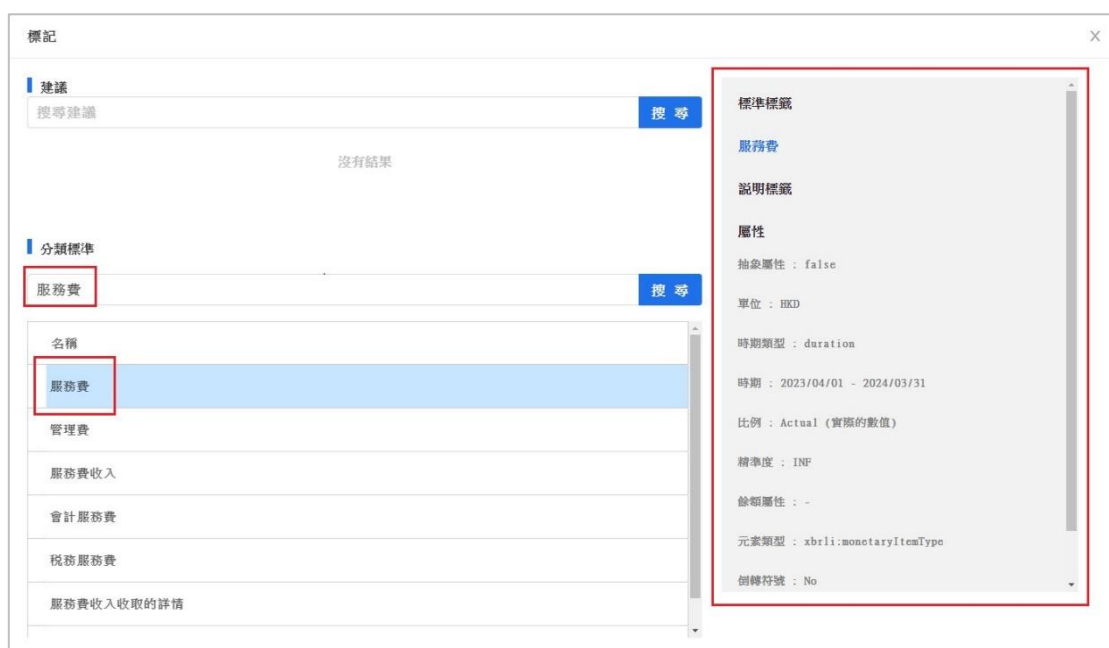 標記
X
建議
搜尋建議
搜 尋
沒有結果
分類標準
服務費
搜 尋
名稱
服務費
管理費
服務費收入
會計服務費
稅務服務費
服務費收入收取的詳情
標準標籤
服務費
說明標籤
屬性
抽象屬性 : false
單位 : HKD
時期類型 : duration
時期 : 2023/04/01 - 2024/03/31
比例 : Actual (實際的數值)
精準度 : INF
餘額屬性 : -
元素類型 : xbrli:monetaryItemType
倒轉符號 : No